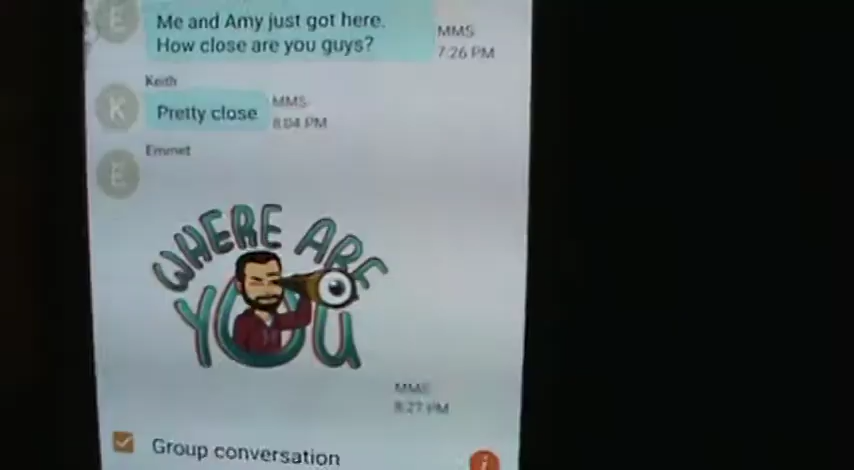 E
Me and Amy just got here.
How close are you guys?
MMS
7:26 PM
Keith
K
Pretty close
MMS
8:04 PM
Emmet
E
WHERE ARE
YOU
MMS
8:27 PM
Group conversation
i